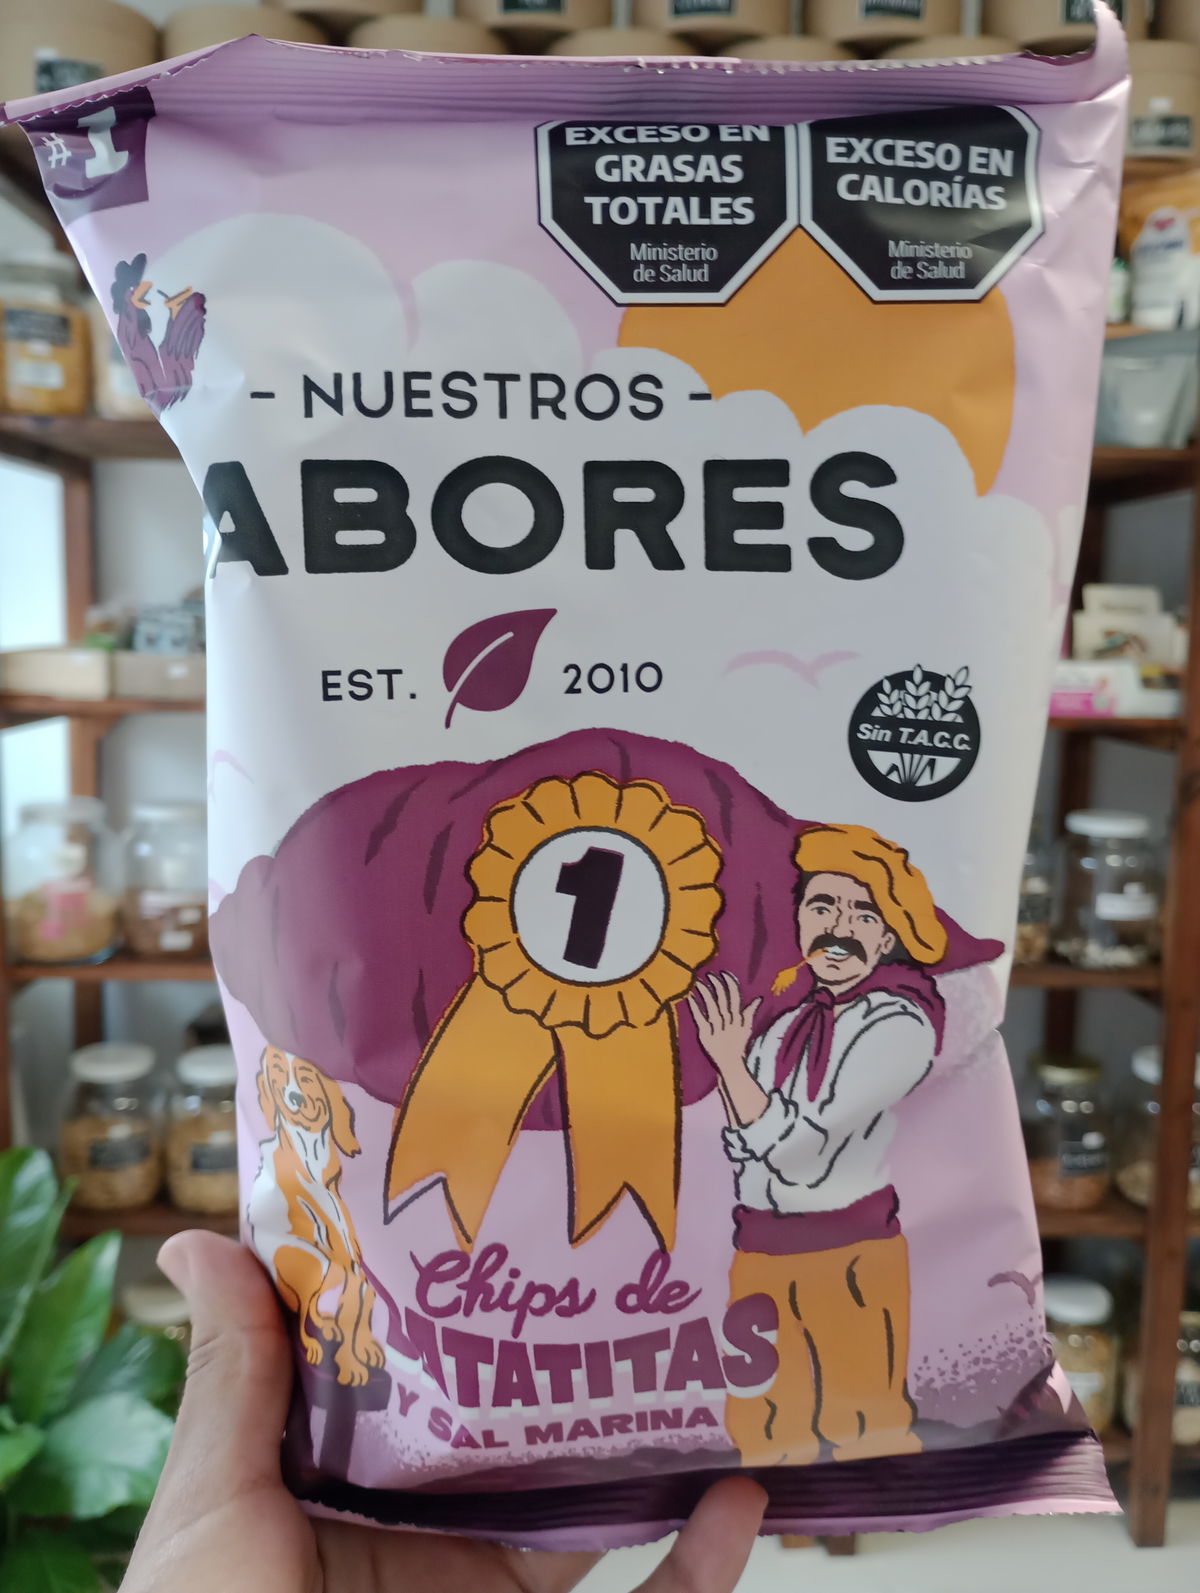 #1
EXCESO EN
GRASAS
TOTALES
Ministerio
de Salud
EXCESO EN
CALORÍAS
Ministerio
de Salud
- NUESTROS -
ABORES
EST. 2010
Sin T.A.C.C.
1
Chips de
BATATITAS
Y SAL MARINA